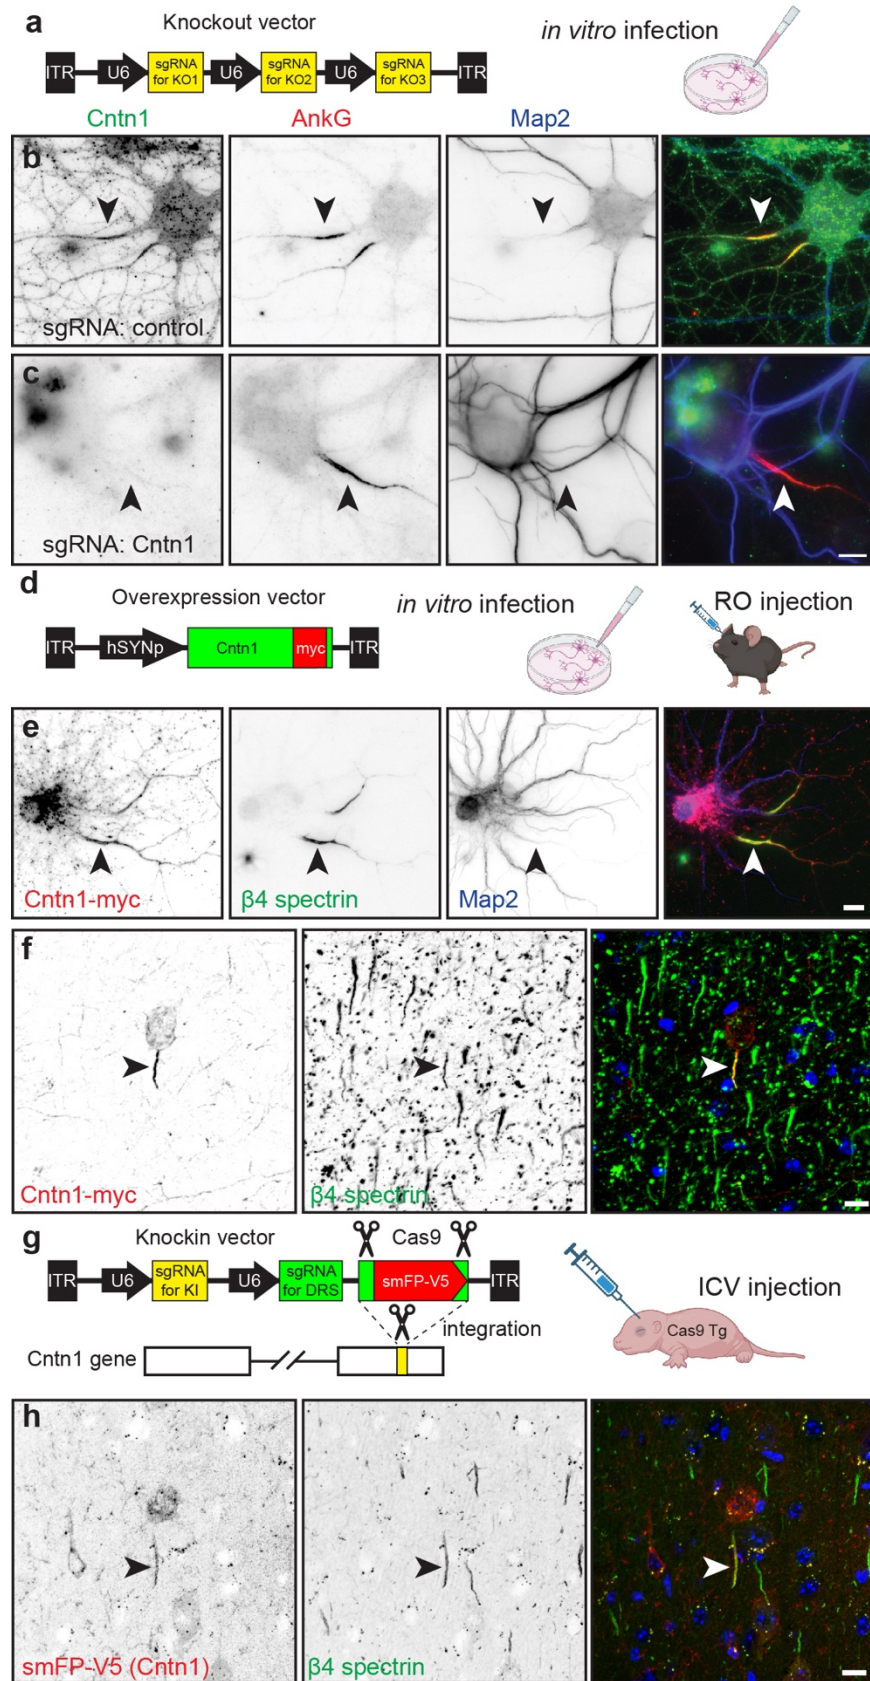 a
Knockout vector
in vitro infection
ITR U6 sgRNA for KO1 U6 sgRNA for KO2 U6 sgRNA for KO3 ITR
Cntn1 AnkG Map2
b
sgRNA: control
c
sgRNA: Cntn1
d
Overexpression vector
in vitro infection
RO injection
ITR hSYNp Cntn1 myc ITR
e
Cntn1-myc β4 spectrin Map2
f
Cntn1-myc β4 spectrin
g
Knockin vector Cas9
ITR U6 sgRNA for KI U6 sgRNA for DRS smFP-V5 ITR
integration
Cntn1 gene
ICV injection
Cas9 Tg
h
smFP-V5 (Cntn1) β4 spectrin